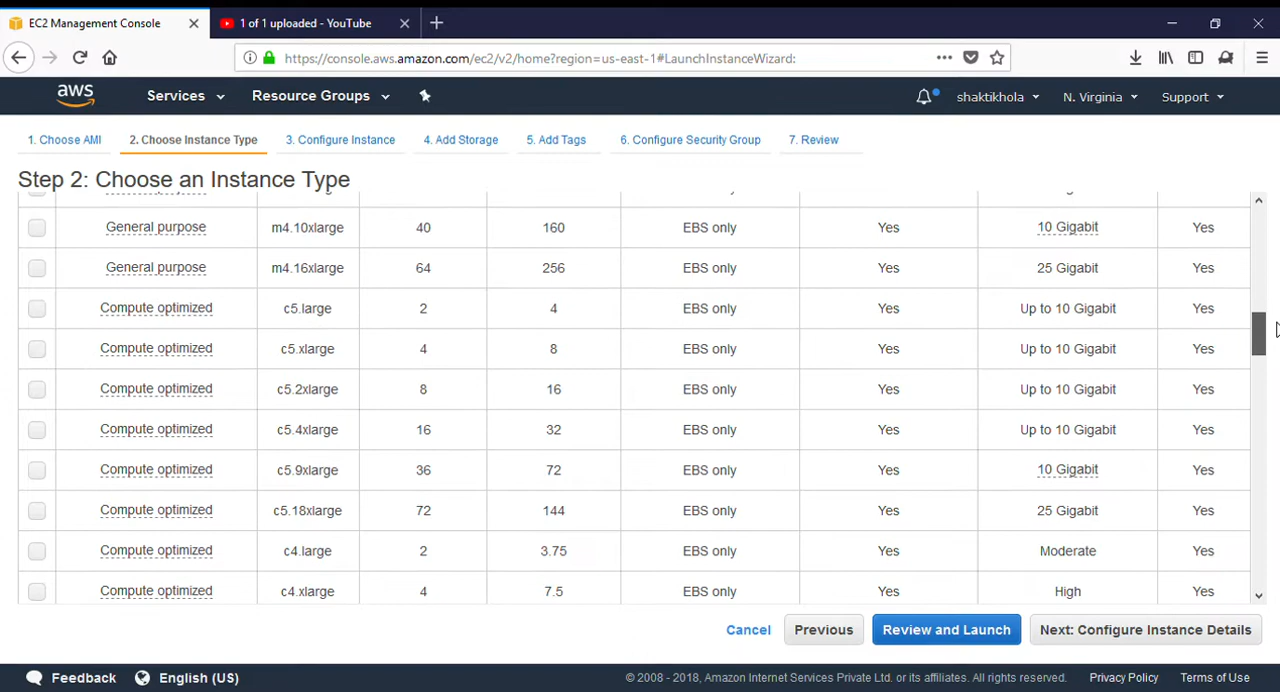 EC2 Management Console
1 of 1 uploaded - YouTube
https://console.aws.amazon.com/ec2/v2/home?region=us-east-1#LaunchInstanceWizard:
aws Services Resource Groups shaktikhola N. Virginia Support
1. Choose AMI 2. Choose Instance Type 3. Configure Instance 4. Add Storage 5. Add Tags 6. Configure Security Group 7. Review
Step 2: Choose an Instance Type
General purpose m4.10xlarge 40 160 EBS only Yes 10 Gigabit Yes
General purpose m4.16xlarge 64 256 EBS only Yes 25 Gigabit Yes
Compute optimized c5.large 2 4 EBS only Yes Up to 10 Gigabit Yes
Compute optimized c5.xlarge 4 8 EBS only Yes Up to 10 Gigabit Yes
Compute optimized c5.2xlarge 8 16 EBS only Yes Up to 10 Gigabit Yes
Compute optimized c5.4xlarge 16 32 EBS only Yes Up to 10 Gigabit Yes
Compute optimized c5.9xlarge 36 72 EBS only Yes 10 Gigabit Yes
Compute optimized c5.18xlarge 72 144 EBS only Yes 25 Gigabit Yes
Compute optimized c4.large 2 3.75 EBS only Yes Moderate Yes
Compute optimized c4.xlarge 4 7.5 EBS only Yes High Yes
Cancel Previous Review and Launch Next: Configure Instance Details
Feedback English (US) © 2008 - 2018, Amazon Internet Services Private Ltd. or its affiliates. All rights reserved. Privacy Policy Terms of Use